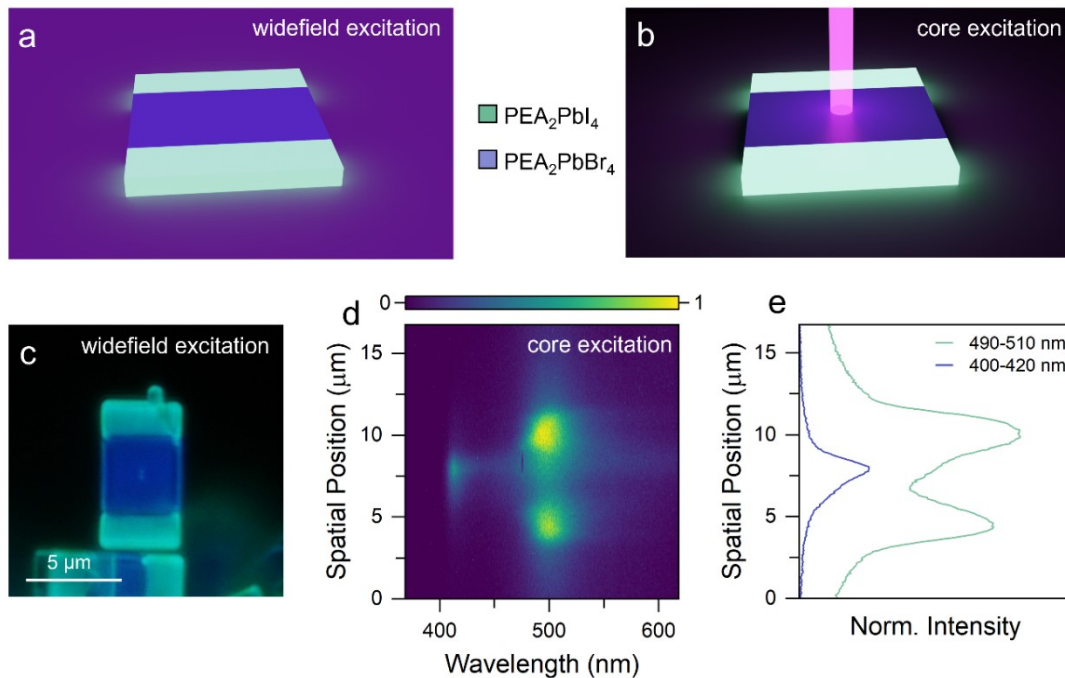 a
widefield excitation
b
core excitation
PEA₂PbI₄
PEA₂PbBr₄
c
widefield excitation
5 µm
d
0
1
core excitation
15
10
5
0
Spatial Position (µm)
400
500
600
Wavelength (nm)
e
490-510 nm
400-420 nm
15
10
5
0
Spatial Position (µm)
Norm. Intensity